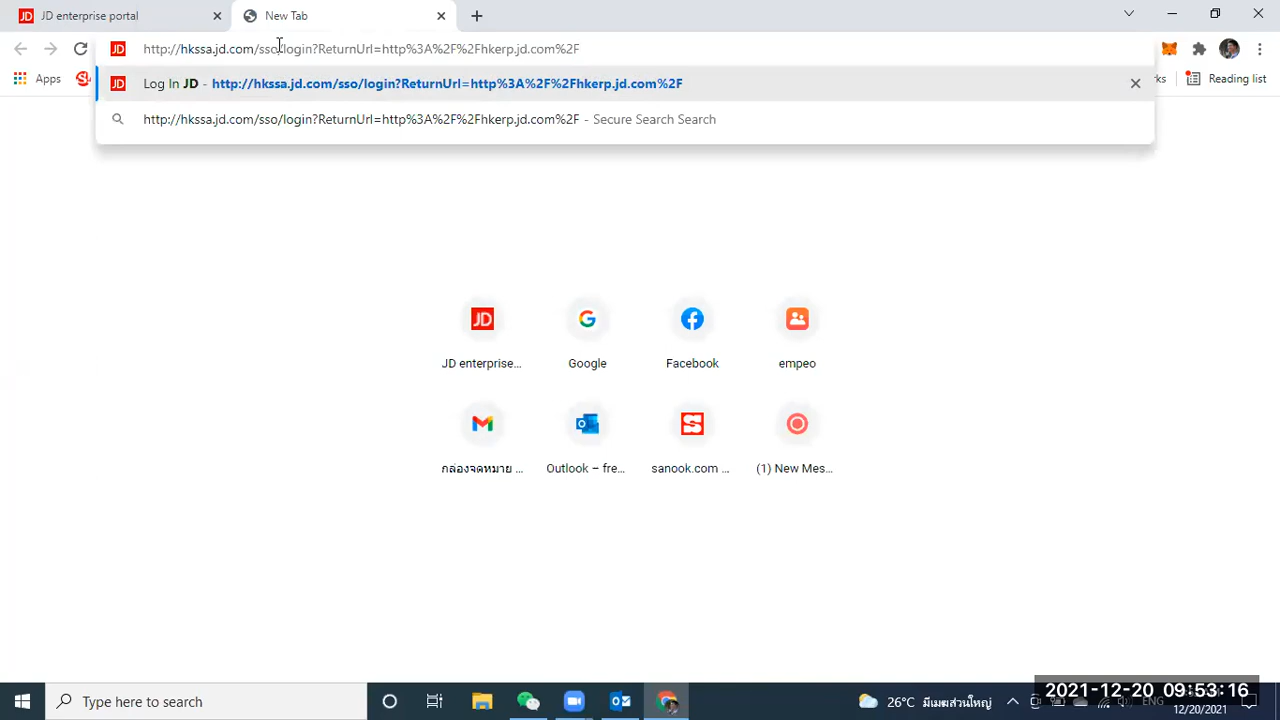 JD enterprise portal
New Tab
http://hkssa.jd.com/sso/login?ReturnUrl=http%3A%2F%2Fhkerp.jd.com%2F
Apps
Reading list
Log In JD - http://hkssa.jd.com/sso/login?ReturnUrl=http%3A%2F%2Fhkerp.jd.com%2F
http://hkssa.jd.com/sso/login?ReturnUrl=http%3A%2F%2Fhkerp.jd.com%2F - Secure Search Search
JD
JD enterprise...
Google
Facebook
empeo
กล่องจดหมาย ...
Outlook – fre...
sanook.com ...
(1) New Mes...
Type here to search
26°C มีเมฆส่วนใหญ่
ENG
2021-12-20 09:53:16
12/20/2021